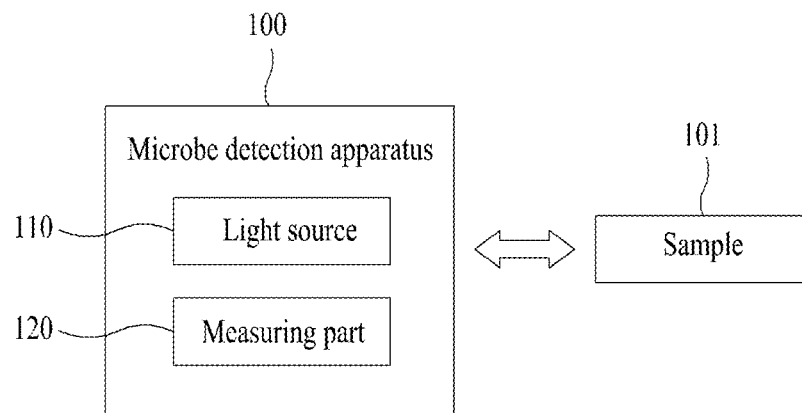 100
Microbe detection apparatus
101
110
Light source
Sample
120
Measuring part